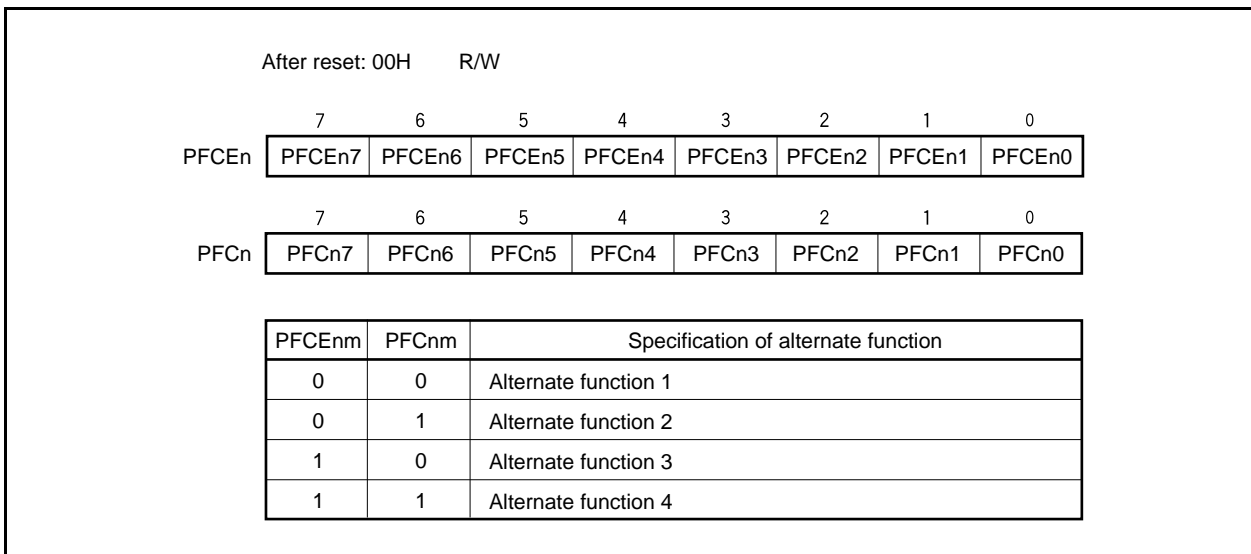 After reset: 00H R/W
7 6 5 4 3 2 1 0
PFCEn PFCEn7 PFCEn6 PFCEn5 PFCEn4 PFCEn3 PFCEn2 PFCEn1 PFCEn0
7 6 5 4 3 2 1 0
PFCn PFCn7 PFCn6 PFCn5 PFCn4 PFCn3 PFCn2 PFCn1 PFCn0
PFCEnm PFCnm Specification of alternate function
0 0 Alternate function 1
0 1 Alternate function 2
1 0 Alternate function 3
1 1 Alternate function 4